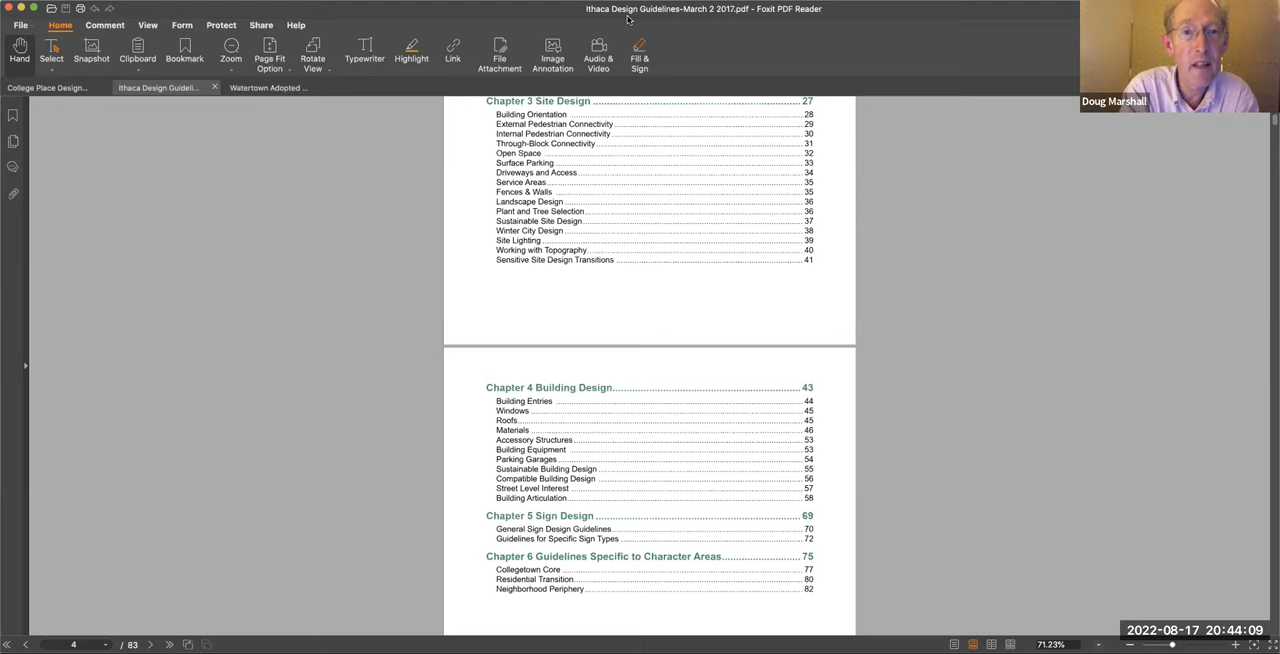 Ithaca Design Guidelines-March 2 2017.pdf - Foxit PDF Reader
File Home Comment View Form Protect Share Help
Hand Select Snapshot Clipboard Bookmark Zoom Page Fit Option Rotate View Typewriter Highlight Link File Attachment Image Annotation Audio & Video Fill & Sign
Doug Marshall
College Place Design... Ithaca Design Guideli... Watertown Adopted ...
Chapter 3 Site Design 27
Building Orientation 28
External Pedestrian Connectivity 29
Internal Pedestrian Connectivity 30
Through-Block Connectivity 31
Open Space 32
Surface Parking 33
Driveways and Access 34
Service Areas 35
Fences & Walls 35
Landscape Design 36
Plant and Tree Selection 36
Sustainable Site Design 37
Winter City Design 38
Site Lighting 39
Working with Topography 40
Sensitive Site Design Transitions 41
Chapter 4 Building Design 43
Building Entries 44
Windows 45
Roofs 45
Materials 46
Accessory Structures 53
Building Equipment 53
Parking Garages 54
Sustainable Building Design 55
Compatible Building Design 56
Street Level Interest 57
Building Articulation 58
Chapter 5 Sign Design 69
General Sign Design Guidelines 70
Guidelines for Specific Sign Types 72
Chapter 6 Guidelines Specific to Character Areas 75
Collegetown Core 77
Residential Transition 80
Neighborhood Periphery 82
2022-08-17 20:44:09
4 / 83 71.23%